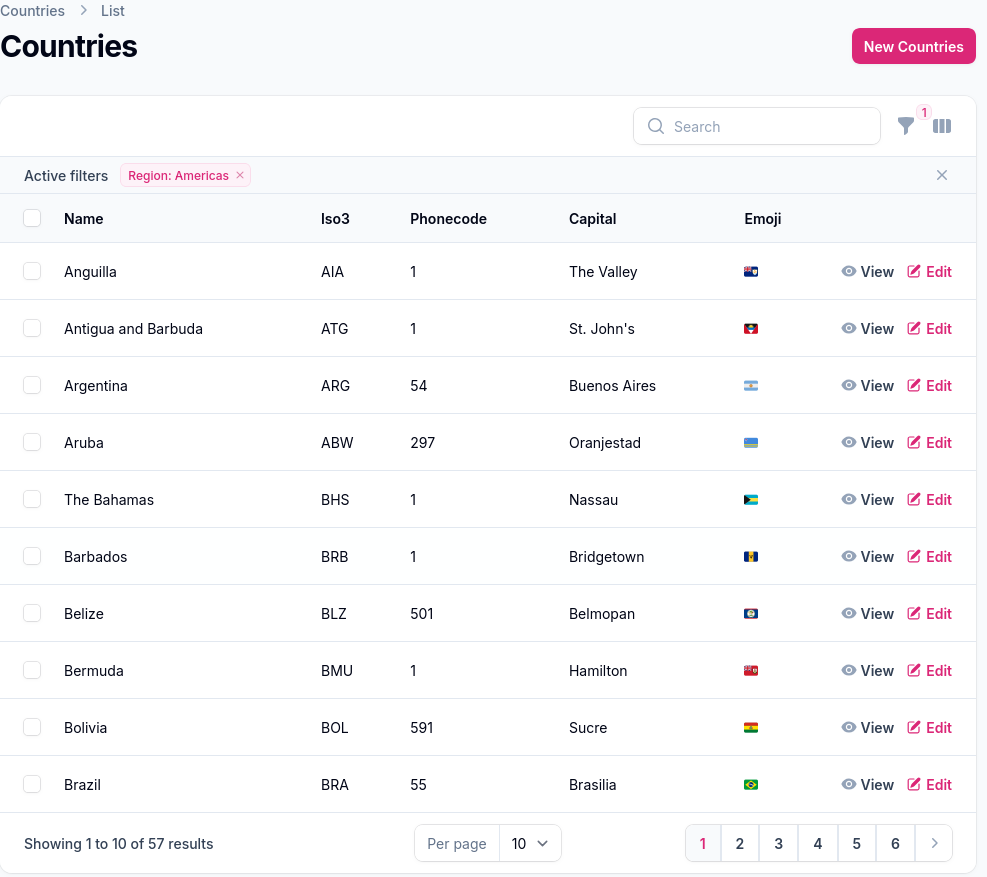 Countries > List
Countries
New Countries
Search
1
Active filters Region: Americas ×
Name Iso3 Phonecode Capital Emoji
Anguilla AIA 1 The Valley View Edit
Antigua and Barbuda ATG 1 St. John's View Edit
Argentina ARG 54 Buenos Aires View Edit
Aruba ABW 297 Oranjestad View Edit
The Bahamas BHS 1 Nassau View Edit
Barbados BRB 1 Bridgetown View Edit
Belize BLZ 501 Belmopan View Edit
Bermuda BMU 1 Hamilton View Edit
Bolivia BOL 591 Sucre View Edit
Brazil BRA 55 Brasilia View Edit
Showing 1 to 10 of 57 results Per page 10 1 2 3 4 5 6